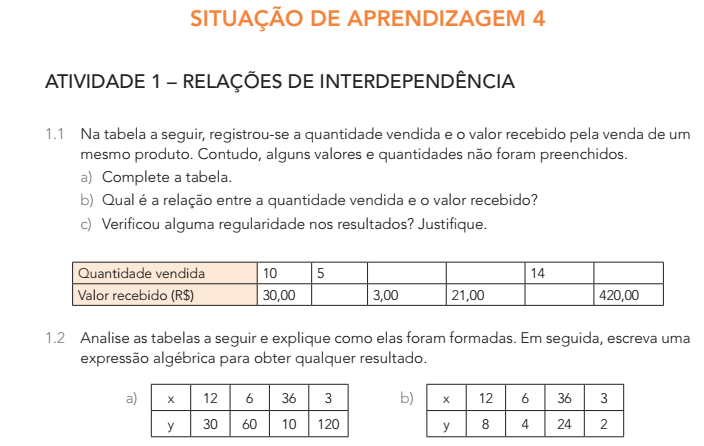 SITUAÇÃO DE APRENDIZAGEM 4
ATIVIDADE 1 – RELAÇÕES DE INTERDEPENDÊNCIA
1.1 Na tabela a seguir, registrou-se a quantidade vendida e o valor recebido pela venda de um
mesmo produto. Contudo, alguns valores e quantidades não foram preenchidos.
a) Complete a tabela.
b) Qual é a relação entre a quantidade vendida e o valor recebido?
c) Verificou alguma regularidade nos resultados? Justifique.
Quantidade vendida 10 5 14
Valor recebido (R$) 30,00 3,00 21,00 420,00
1.2 Analise as tabelas a seguir e explique como elas foram formadas. Em seguida, escreva uma
expressão algébrica para obter qualquer resultado.
a) x 12 6 36 3
y 30 60 10 120
b) x 12 6 36 3
y 8 4 24 2